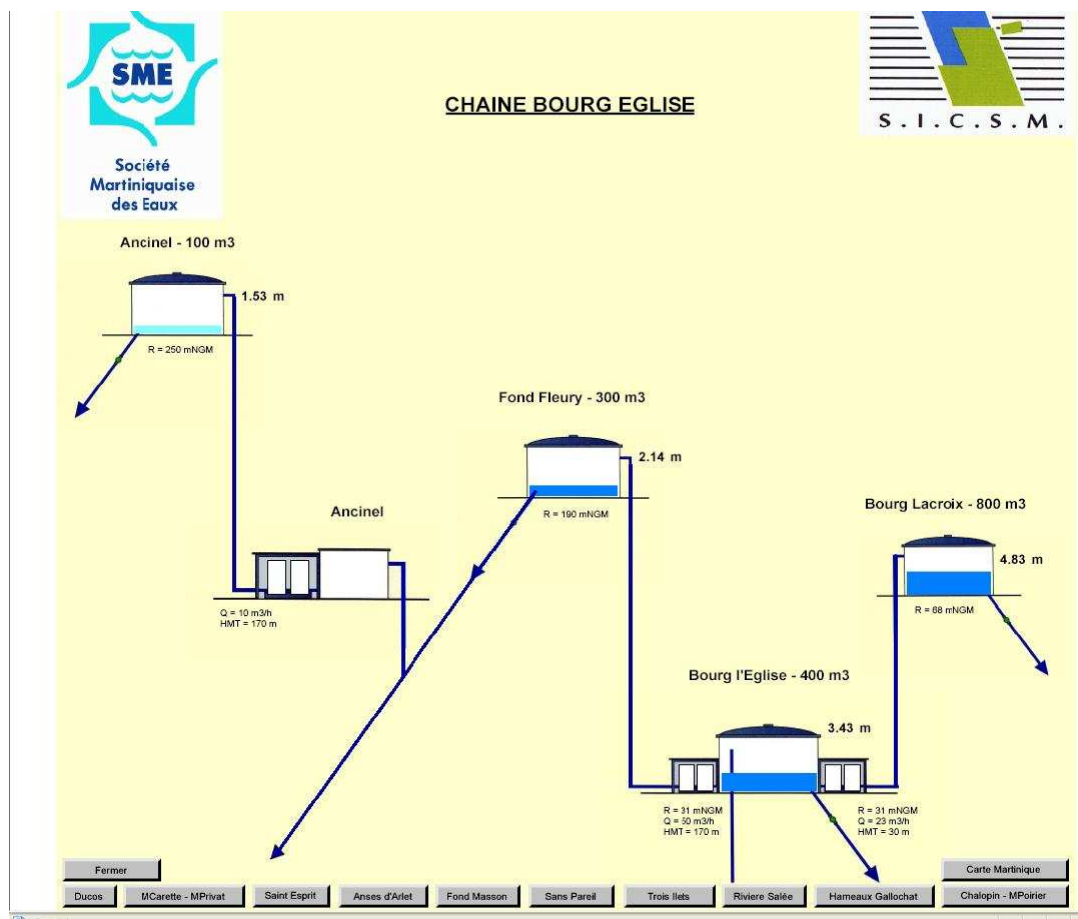 SME
Société
Martiniquaise
des Eaux
CHAINE BOURG EGLISE
S.I.C.S.M.
Ancinel - 100 m3
1.53 m
R = 250 mNGM
Fond Fleury - 300 m3
2.14 m
R = 190 mNGM
Ancinel
Q = 10 m3/h
HMT = 170 m
Bourg Lacroix - 800 m3
4.83 m
R = 68 mNGM
Bourg l'Eglise - 400 m3
3.43 m
R = 31 mNGM
Q = 50 m3/h
HMT = 170 m
R = 31 mNGM
Q = 23 m3/h
HMT = 30 m
Fermer
Carte Martinique
Ducos
MCarette - MPrivat
Saint Esprit
Anses d'Arlet
Fond Masson
Sans Pareil
Trois Ilets
Riviere Salée
Hameaux Gallochat
Chalopin - MPoirier